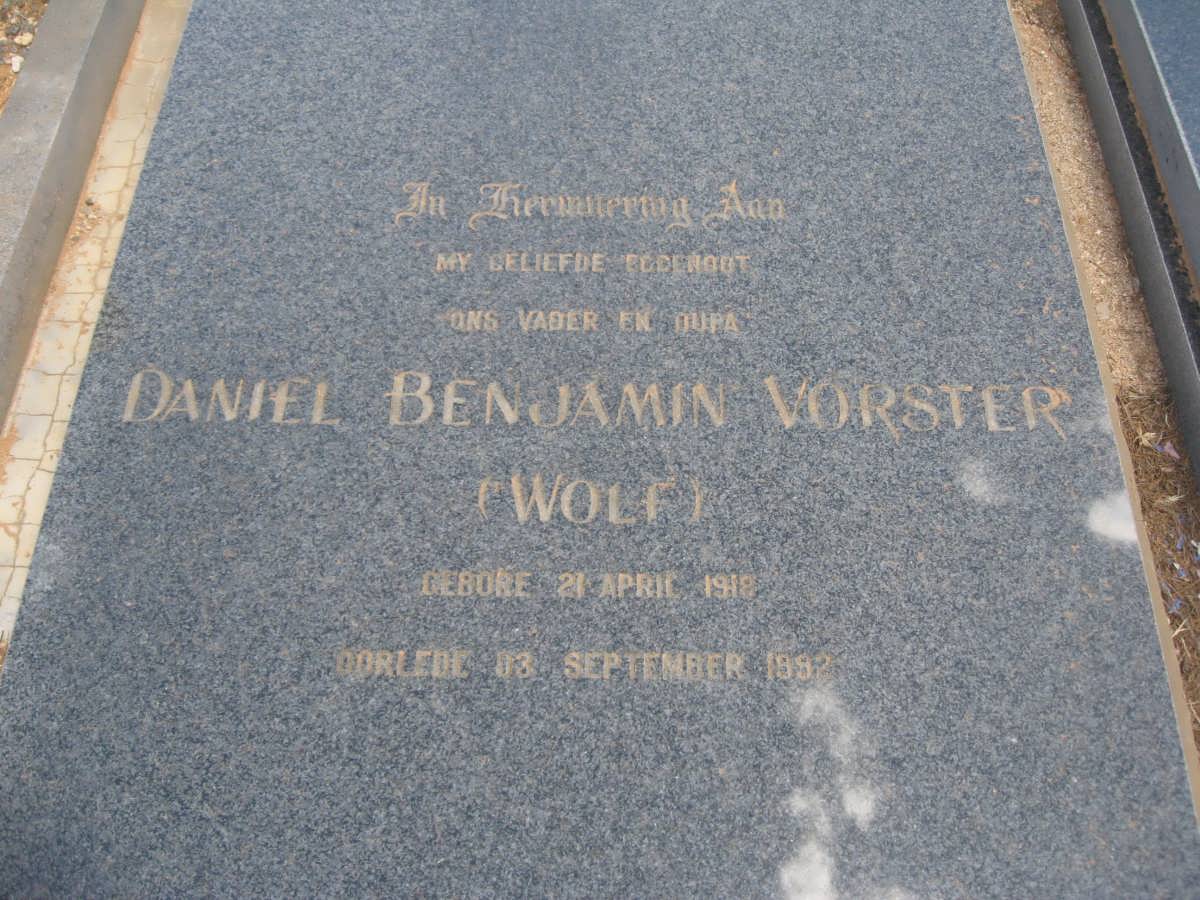 In Herinnering Aan
MY GELIEFDE EGGENOOT
ONS VADER EN OUPA
DANIEL BENJAMIN VORSTER
("WOLF")
GEBORE 21 APRIL 1918
OORLEDE 03 SEPTEMBER 1992